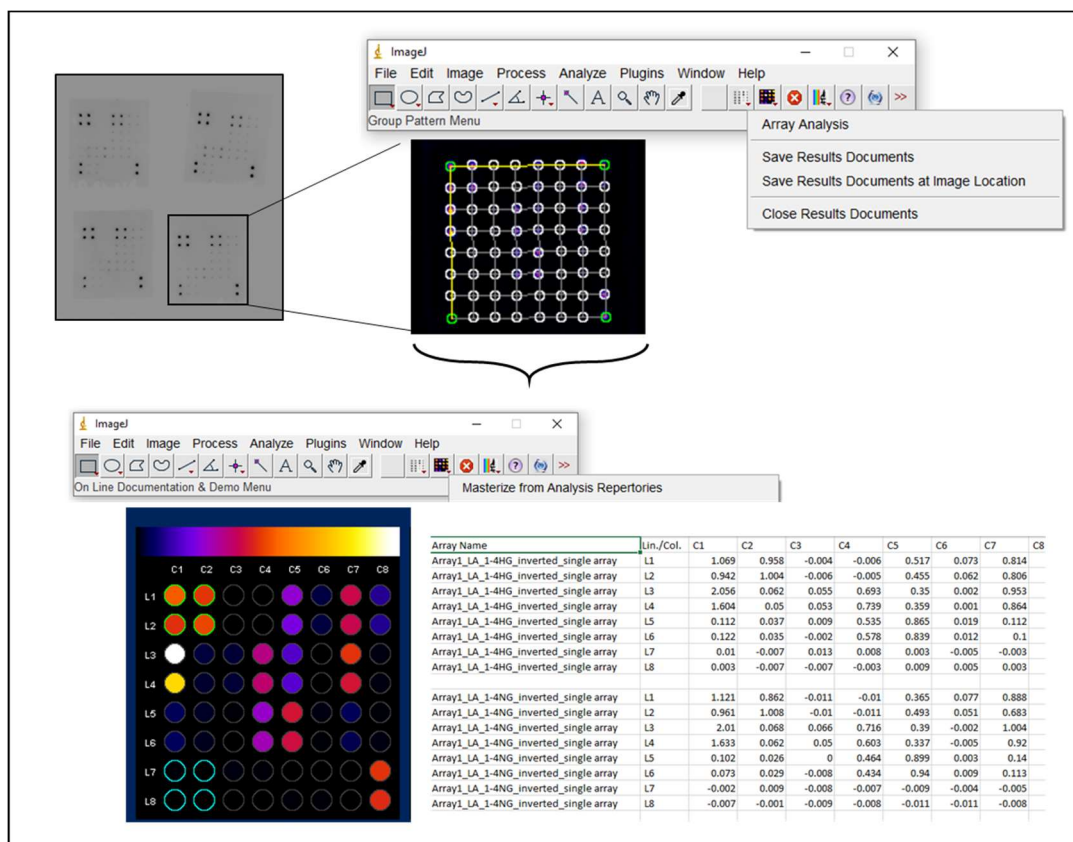 ImageJ
File Edit Image Process Analyze Plugins Window Help
Group Pattern Menu
Array Analysis
Save Results Documents
Save Results Documents at Image Location
Close Results Documents
ImageJ
File Edit Image Process Analyze Plugins Window Help
On Line Documentation & Demo Menu
Masterize from Analysis Repertories
C1 C2 C3 C4 C5 C6 C7 C8
L1
L2
L3
L4
L5
L6
L7
L8
Array Name Lin./Col. C1 C2 C3 C4 C5 C6 C7 C8
Array1_LA_1-4HG_inverted_single array L1 1.069 0.958 -0.004 -0.006 0.517 0.073 0.814
Array1_LA_1-4HG_inverted_single array L2 0.942 1.004 -0.006 -0.005 0.455 0.062 0.806
Array1_LA_1-4HG_inverted_single array L3 2.056 0.062 0.055 0.693 0.35 0.002 0.953
Array1_LA_1-4HG_inverted_single array L4 1.604 0.05 0.053 0.739 0.359 0.001 0.864
Array1_LA_1-4HG_inverted_single array L5 0.112 0.037 0.009 0.535 0.865 0.019 0.112
Array1_LA_1-4HG_inverted_single array L6 0.122 0.035 -0.002 0.578 0.839 0.012 0.1
Array1_LA_1-4HG_inverted_single array L7 0.01 -0.007 0.013 0.008 0.003 -0.005 -0.003
Array1_LA_1-4HG_inverted_single array L8 0.003 -0.007 -0.007 -0.003 0.009 0.005 0.003
Array1_LA_1-4NG_inverted_single array L1 1.121 0.862 -0.011 -0.01 0.365 0.077 0.888
Array1_LA_1-4NG_inverted_single array L2 0.961 1.008 -0.01 -0.011 0.493 0.051 0.683
Array1_LA_1-4NG_inverted_single array L3 2.01 0.068 0.066 0.716 0.39 -0.002 1.004
Array1_LA_1-4NG_inverted_single array L4 1.633 0.062 0.05 0.603 0.337 -0.005 0.92
Array1_LA_1-4NG_inverted_single array L5 0.102 0.026 0 0.464 0.899 0.003 0.14
Array1_LA_1-4NG_inverted_single array L6 0.073 0.029 -0.008 0.434 0.94 0.009 0.113
Array1_LA_1-4NG_inverted_single array L7 -0.002 0.009 -0.008 -0.007 -0.009 -0.004 -0.005
Array1_LA_1-4NG_inverted_single array L8 -0.007 -0.001 -0.009 -0.008 -0.011 -0.011 -0.008